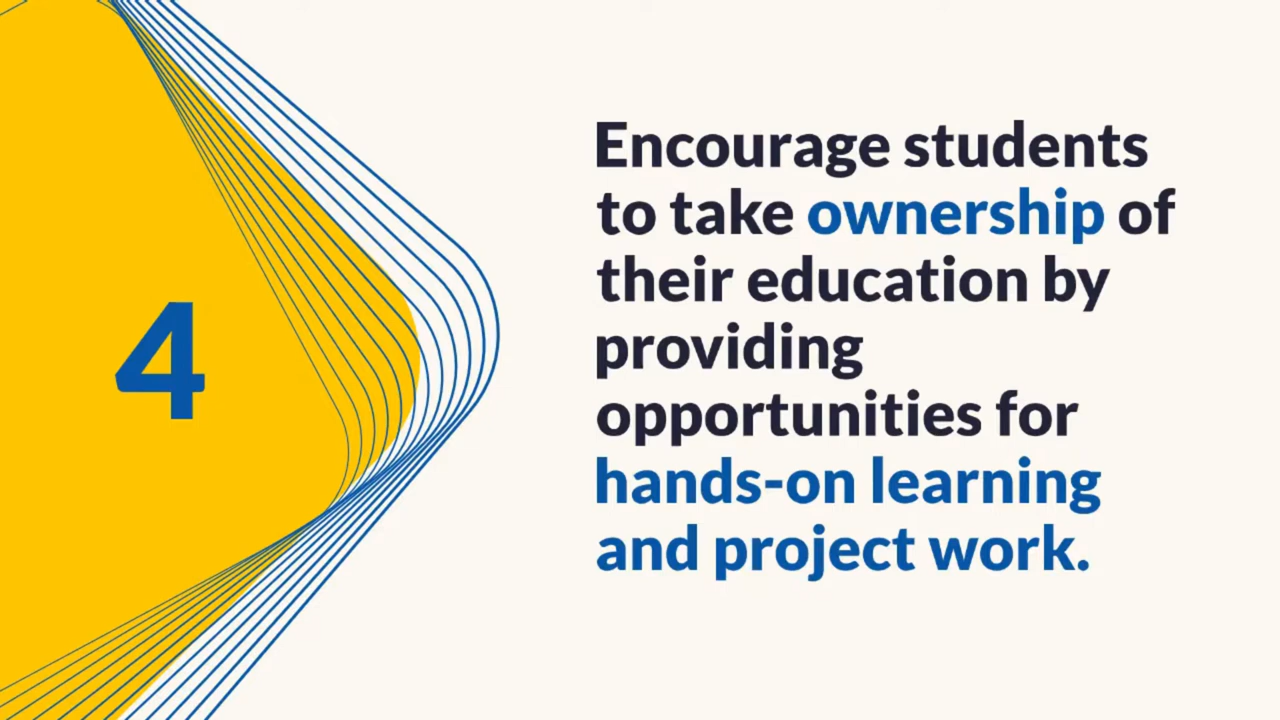 4
Encourage students
to take ownership of
their education by
providing
opportunities for
hands-on learning
and project work.